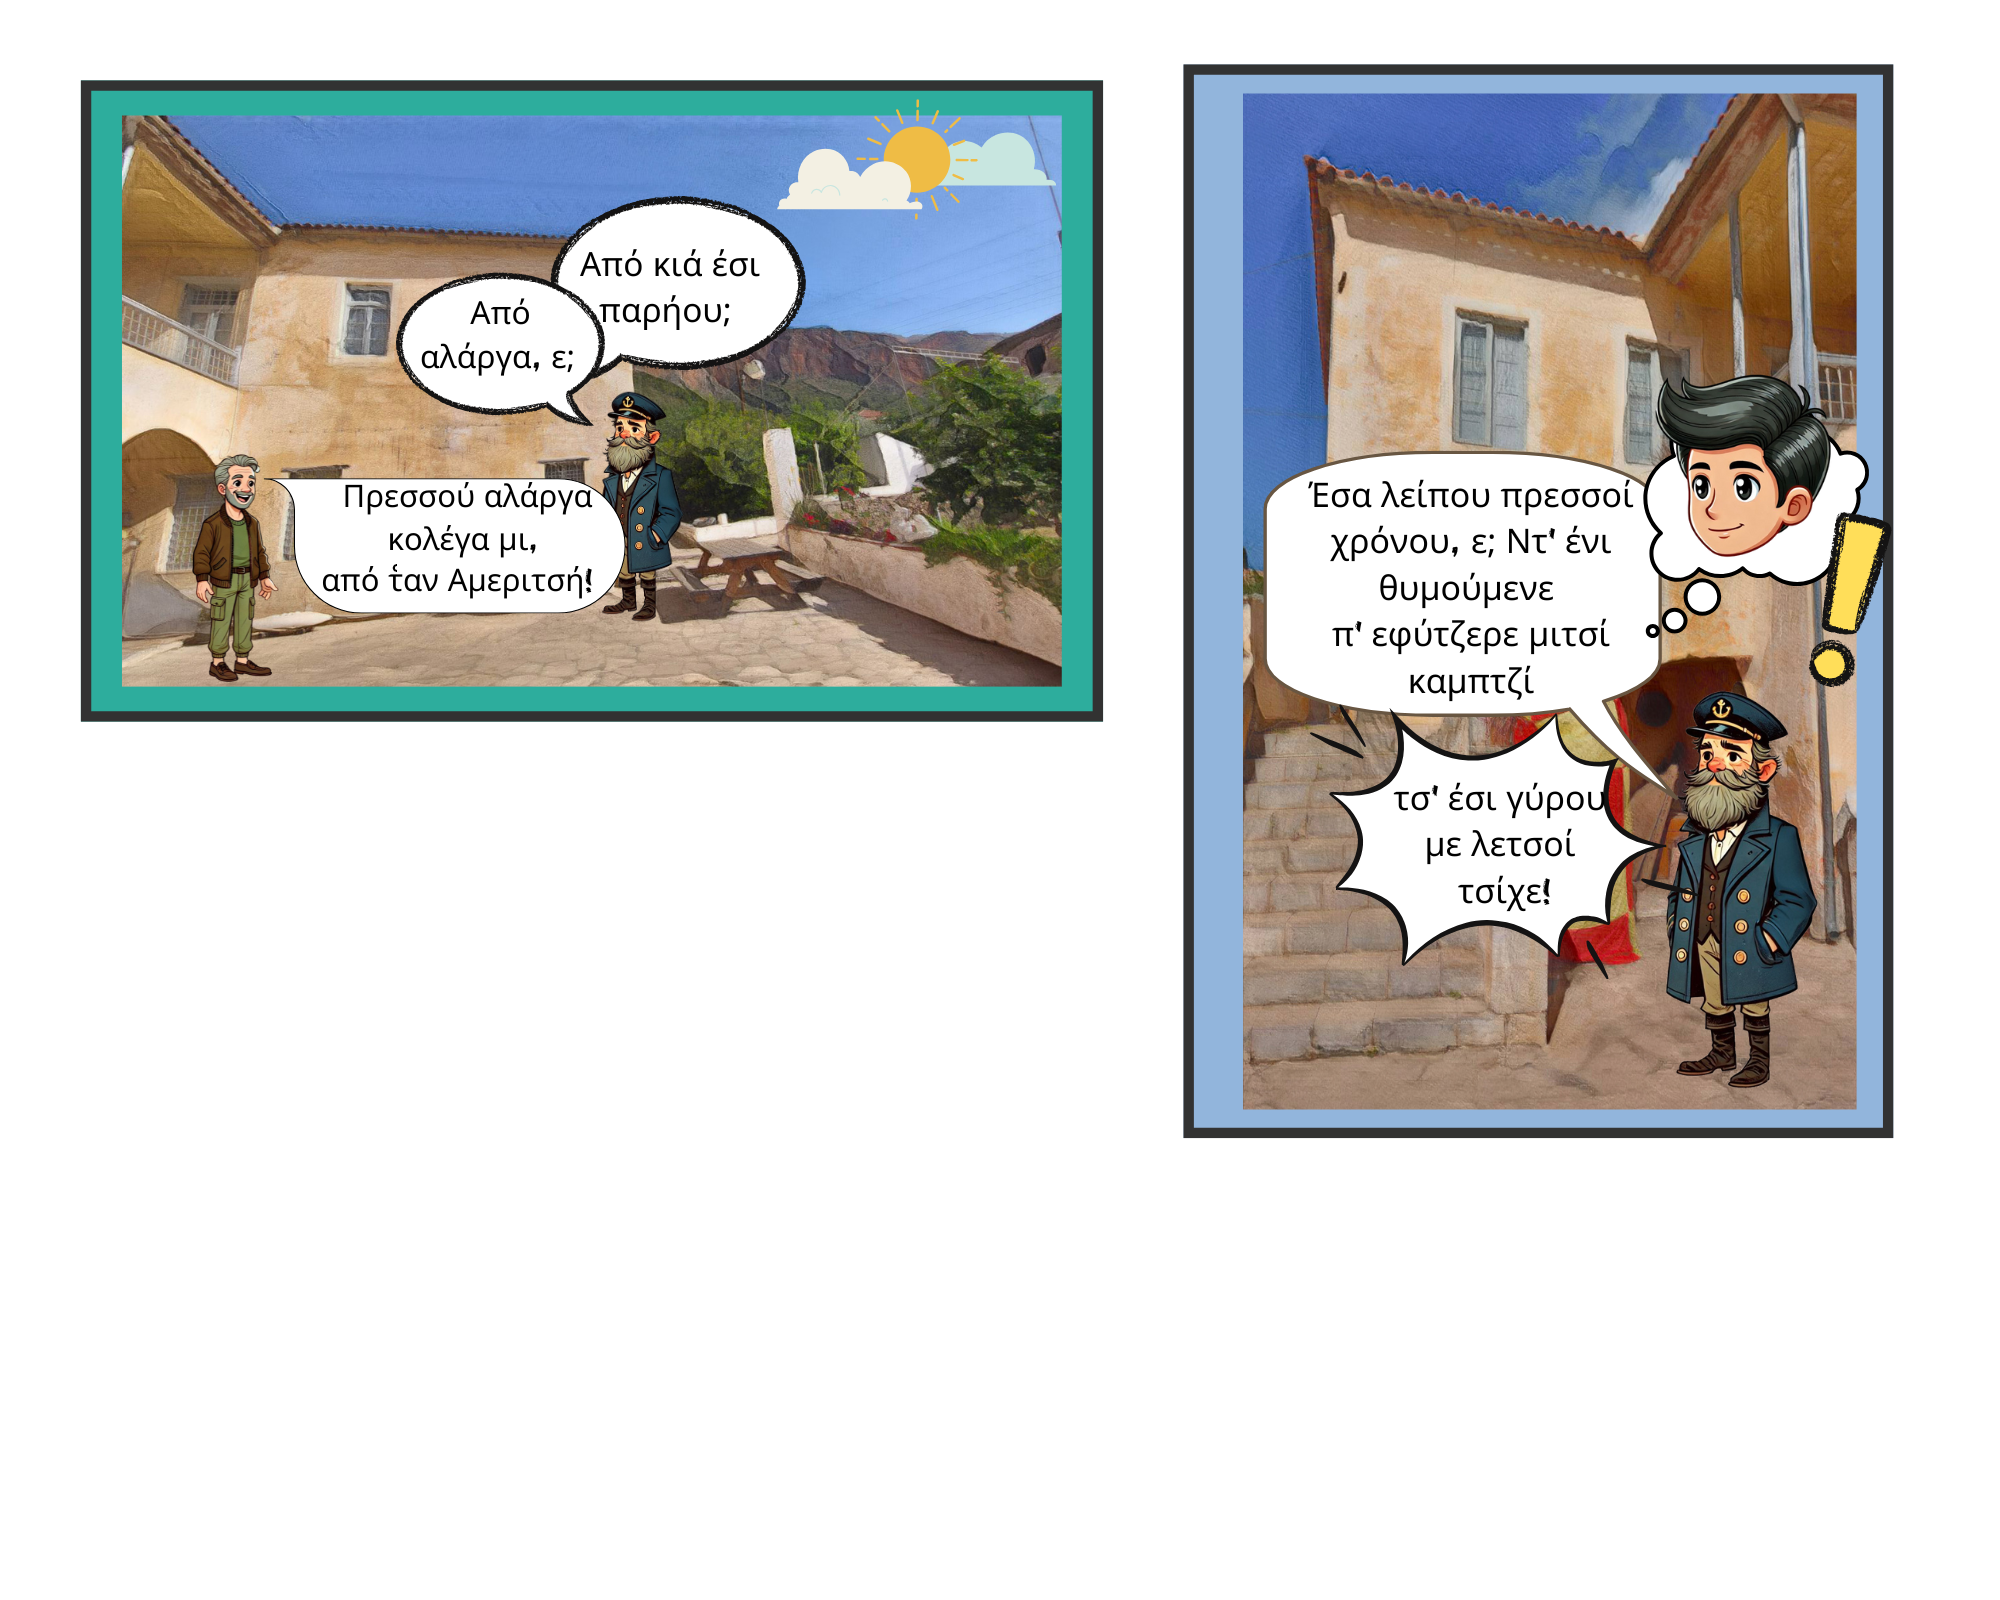 Από κιά έσι
παρήου;
Από
αλάργα, ε;
Πρεσσού αλάργα
κολέγα μι,
από τ̔αν Αμεριτσή!
Έσα λείπου πρεσσοί
χρόνου, ε; Ντ' ένι
θυμούμενε
π' εφύτζερε μιτσί
καμπτζί
τσ' έσι γύρου
με λετσοί
τσίχε!